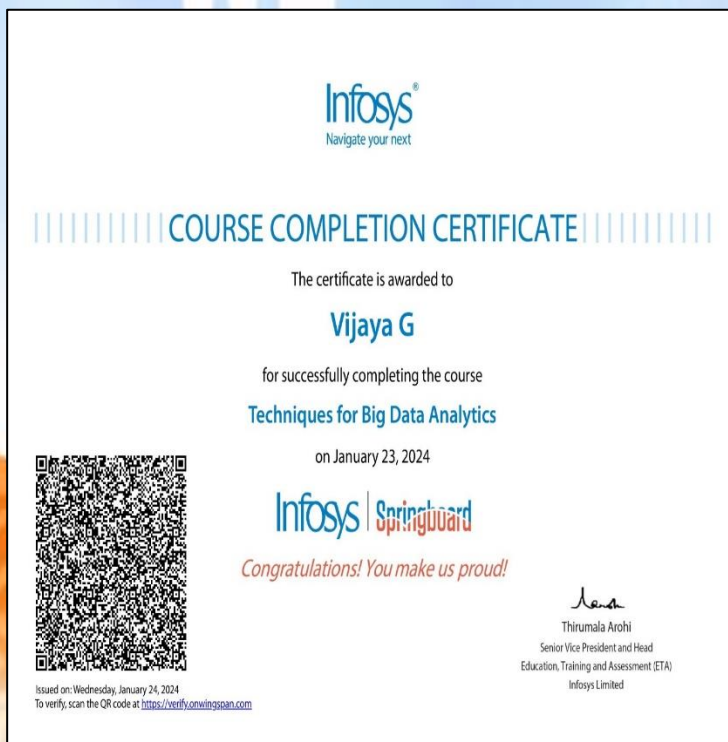 Infosys®
Navigate your next
COURSE COMPLETION CERTIFICATE
The certificate is awarded to
Vijaya G
for successfully completing the course
Techniques for Big Data Analytics
on January 23, 2024
Infosys | Springboard
Congratulations! You make us proud!
Thirumala Arohi
Senior Vice President and Head
Education, Training and Assessment (ETA)
Infosys Limited
Issued on: Wednesday, January 24, 2024
To verify, scan the QR code at https://verify.onwingspan.com